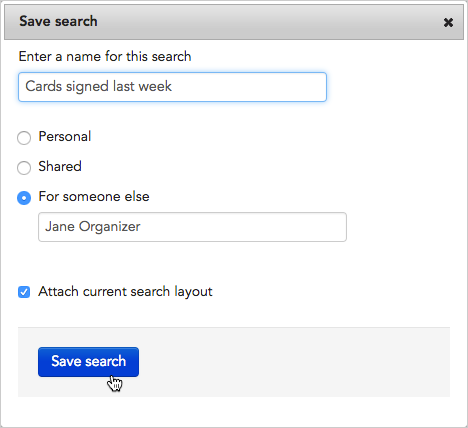 Save search
Enter a name for this search
Cards signed last week
Personal
Shared
For someone else
Jane Organizer
Attach current search layout
Save search